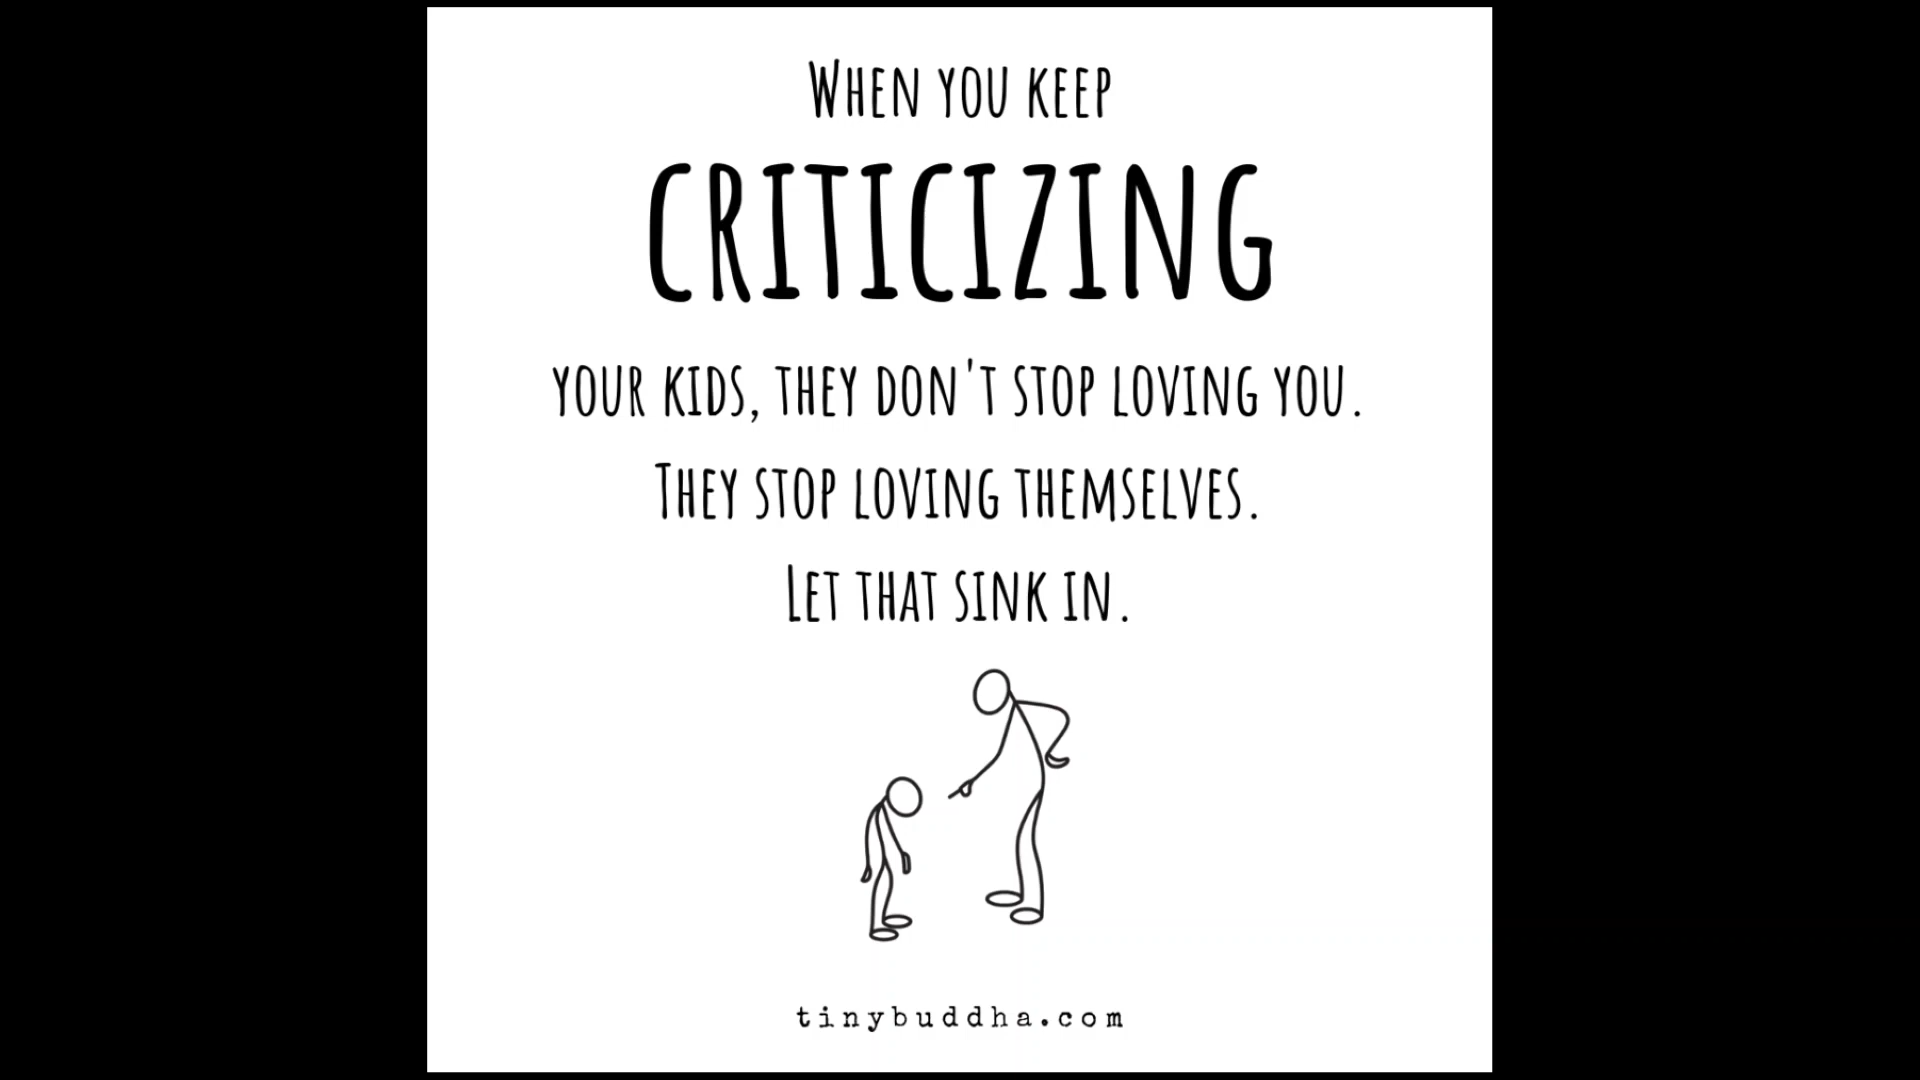 When you keep
CRITICIZING
your kids, they don't stop loving you.
They stop loving themselves.
Let that sink in.
tinybuddha.com